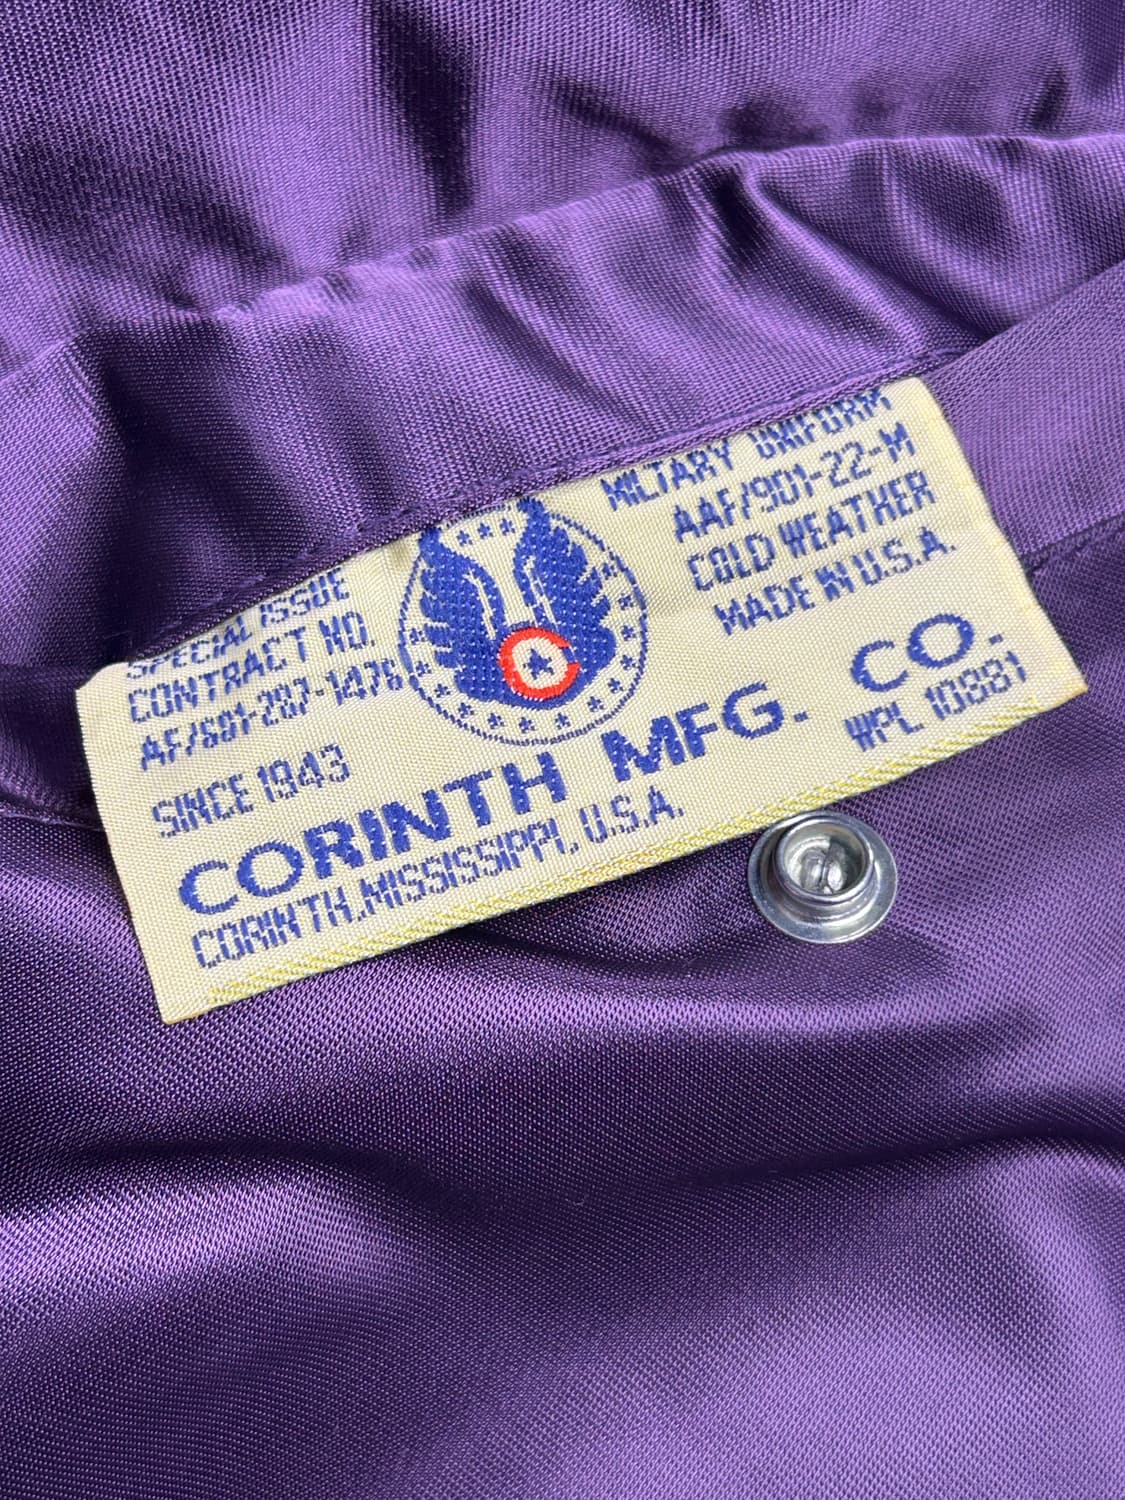 SPECIAL ISSUE
CONTRACT NO.
AF/601-287-1476
SINCE 1943
C
MILTARY UNIFORM
AAF/901-22-M
COLD WEATHER
MADE IN U.S.A.
CORINTH MFG. CO.
CORINTH, MISSISSIPPI, U.S.A.
WPL 10881